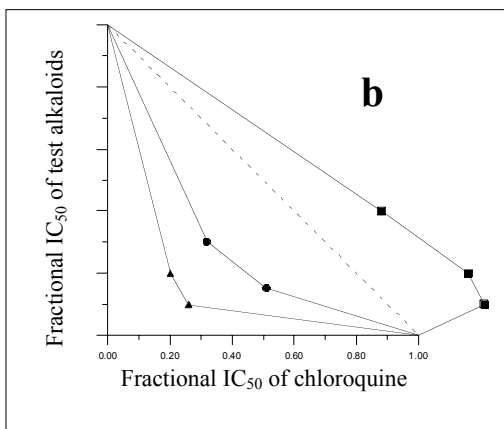 b
Fractional IC50 of test alkaloids
0.00 0.20 0.40 0.60 0.80 1.00
Fractional IC50 of chloroquine